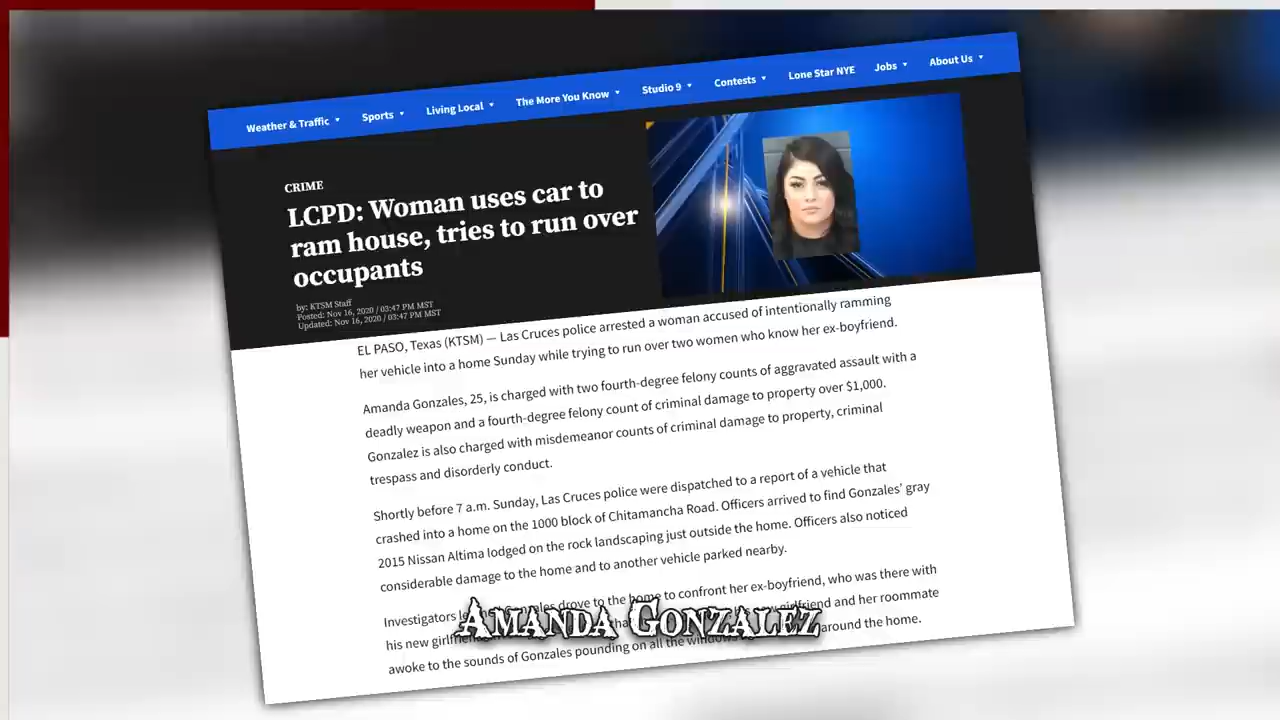 Weather & Traffic Sports Living Local The More You Know Studio 9 Contests Lone Star NYE Jobs About Us
CRIME
LCPD: Woman uses car to
ram house, tries to run over
occupants
by: KTSM Staff
Posted: Nov 16, 2020 / 03:47 PM MST
Updated: Nov 16, 2020 / 03:47 PM MST
EL PASO, Texas (KTSM) — Las Cruces police arrested a woman accused of intentionally ramming
her vehicle into a home Sunday while trying to run over two women who know her ex-boyfriend.
Amanda Gonzales, 25, is charged with two fourth-degree felony counts of aggravated assault with a
deadly weapon and a fourth-degree felony count of criminal damage to property over $1,000.
Gonzalez is also charged with misdemeanor counts of criminal damage to property, criminal
trespass and disorderly conduct.
Shortly before 7 a.m. Sunday, Las Cruces police were dispatched to a report of a vehicle that
crashed into a home on the 1000 block of Chitamancha Road. Officers arrived to find Gonzales' gray
2015 Nissan Altima lodged on the rock landscaping just outside the home. Officers also noticed
considerable damage to the home and to another vehicle parked nearby.
Investigators drove to the home to confront her ex-boyfriend, who was there with
his new girlfriend and her roommate
awoke to the sounds of Gonzales pounding on all the windows around the home.
Amanda Gonzalez